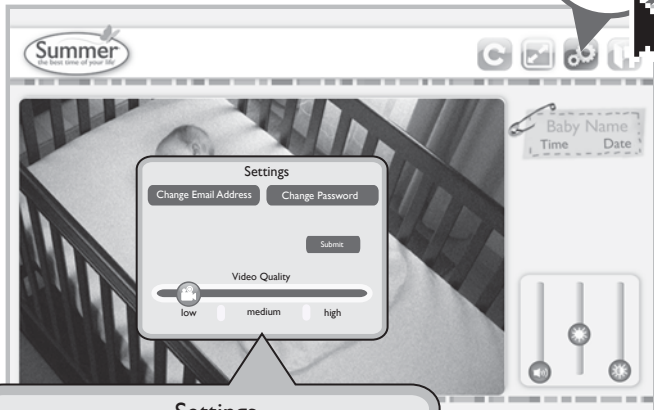 Summer
the best time of your life
Baby Name
Time Date
Settings
Change Email Address Change Password
Submit
Video Quality
low medium high
Settings